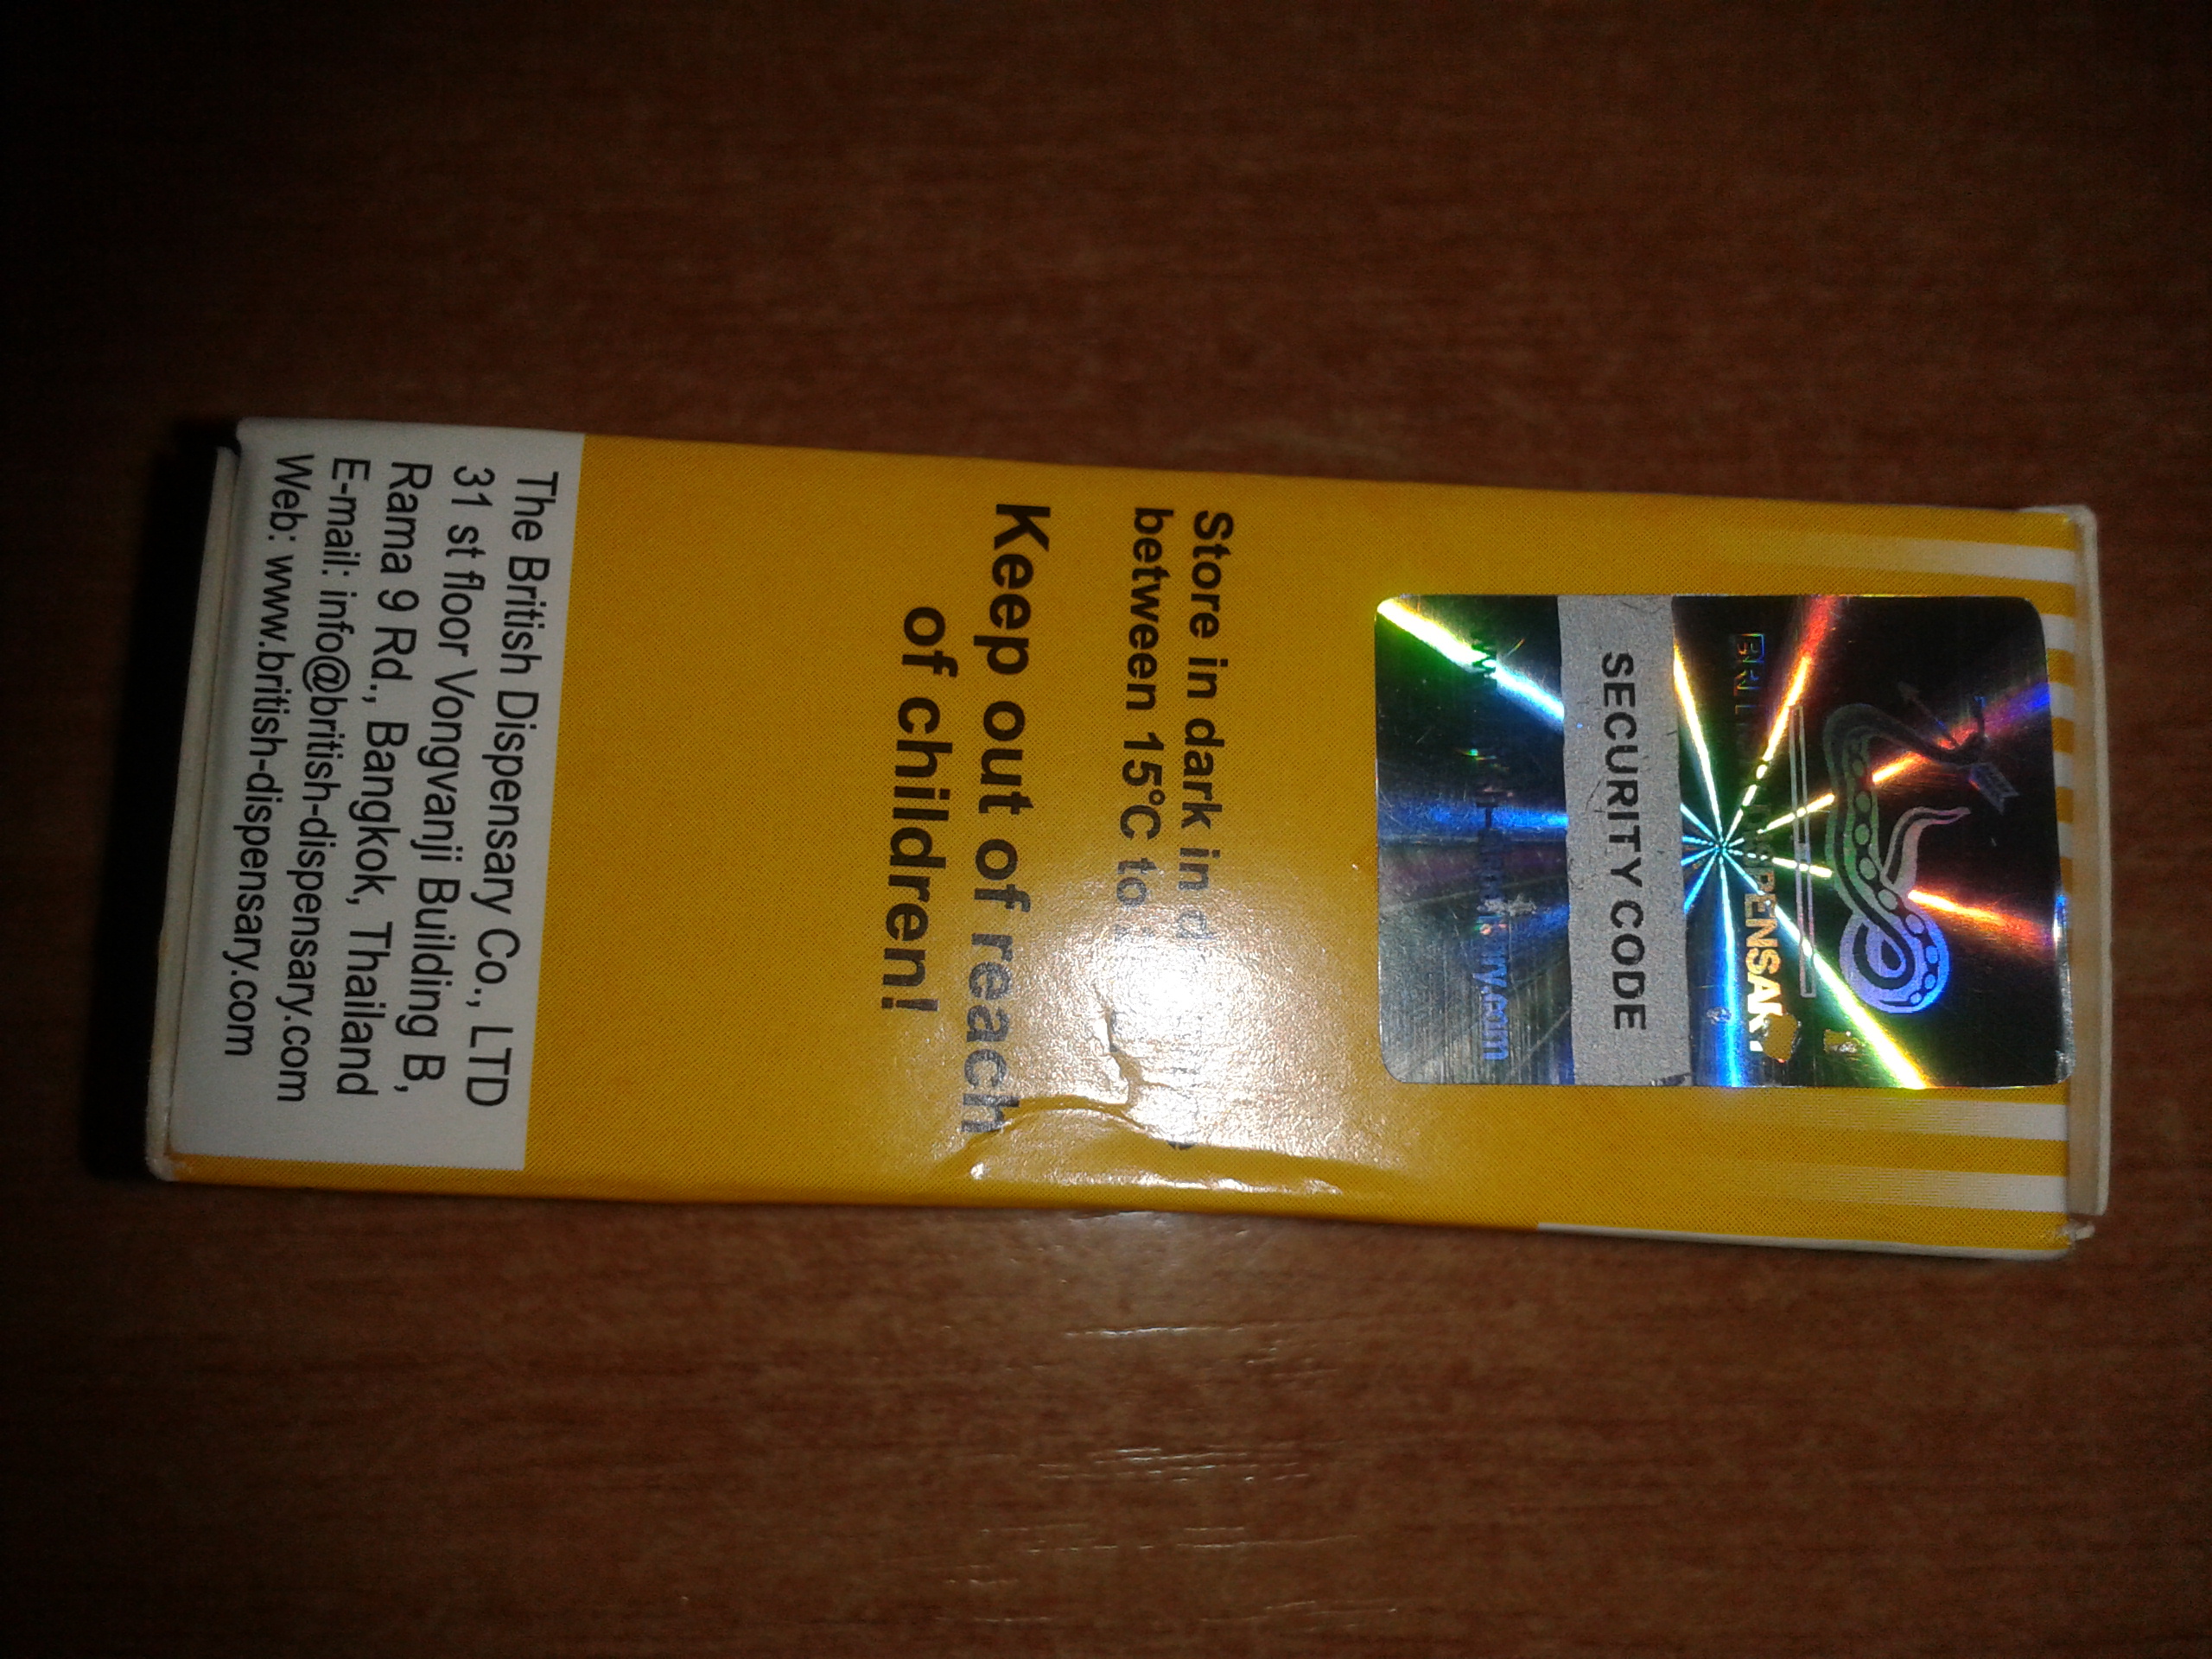 BRITISH DISPENSARY
SECURITY CODE
Store in dark in
between 15°C to
Keep out of reach
of children!
The British Dispensary Co., LTD
31 st floor Vongvanji Building B,
Rama 9 Rd., Bangkok, Thailand
E-mail: info@british-dispensary.com
Web: www.british-dispensary.com